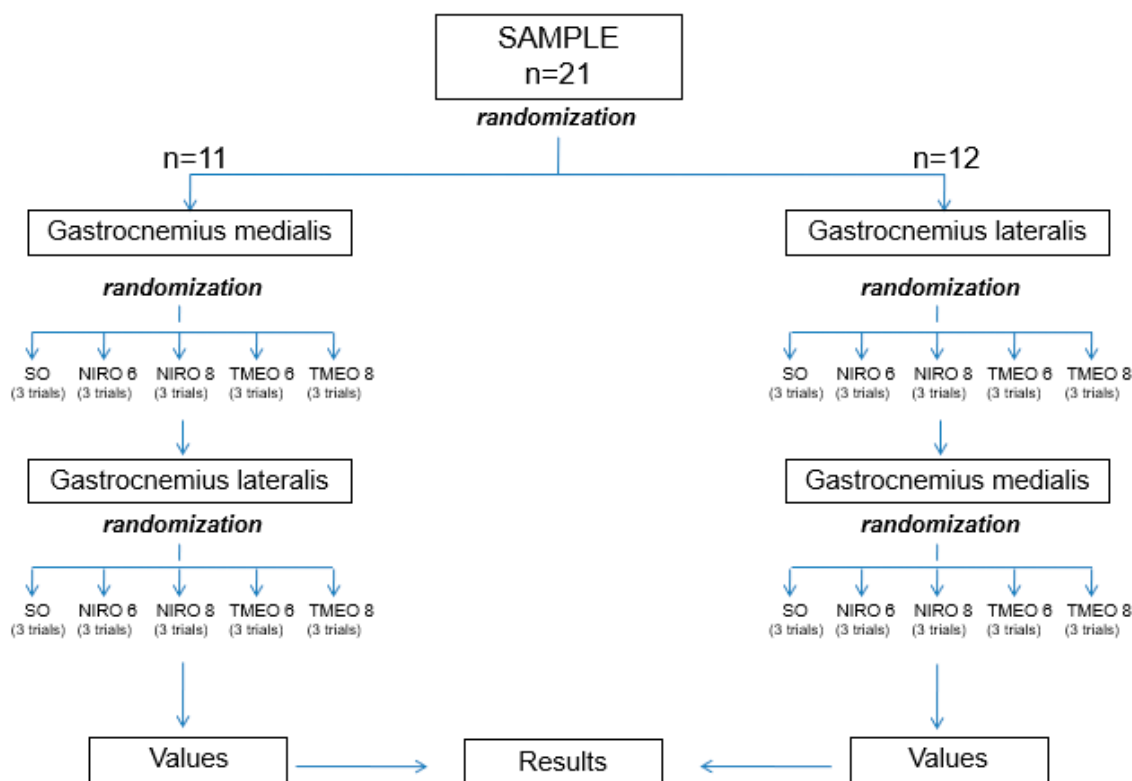 SAMPLE
n=21
randomization
n=11
n=12
Gastrocnemius medialis
Gastrocnemius lateralis
randomization
randomization
SO NIRO 6 NIRO 8 TMEO 6 TMEO 8
(3 trials) (3 trials) (3 trials) (3 trials) (3 trials)
SO NIRO 6 NIRO 8 TMEO 6 TMEO 8
(3 trials) (3 trials) (3 trials) (3 trials) (3 trials)
Gastrocnemius lateralis
Gastrocnemius medialis
randomization
randomization
SO NIRO 6 NIRO 8 TMEO 6 TMEO 8
(3 trials) (3 trials) (3 trials) (3 trials) (3 trials)
SO NIRO 6 NIRO 8 TMEO 6 TMEO 8
(3 trials) (3 trials) (3 trials) (3 trials) (3 trials)
Values
Results
Values